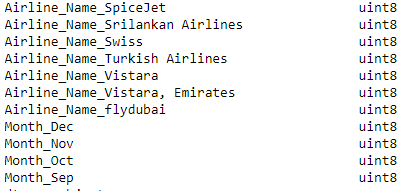 Airline_Name_SpiceJet uint8
Airline_Name_Srilankan Airlines uint8
Airline_Name_Swiss uint8
Airline_Name_Turkish Airlines uint8
Airline_Name_Vistara uint8
Airline_Name_Vistara, Emirates uint8
Airline_Name_flydubai uint8
Month_Dec uint8
Month_Nov uint8
Month_Oct uint8
Month_Sep uint8